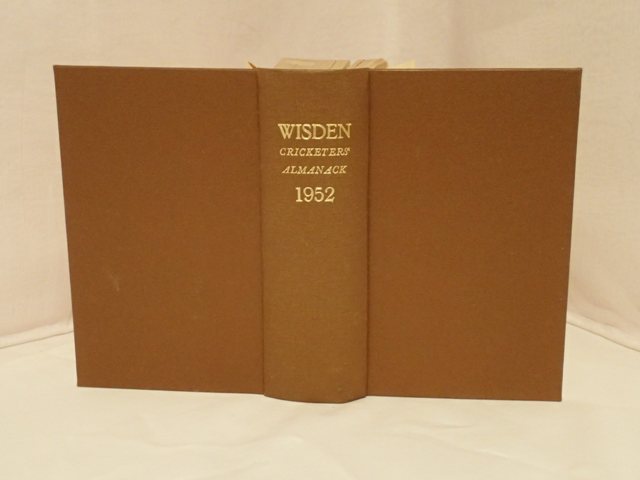 WISDEN
CRICKETERS'
ALMANACK
1952